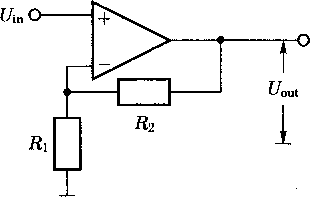 U_in
+
−
U_out
R_2
R_1